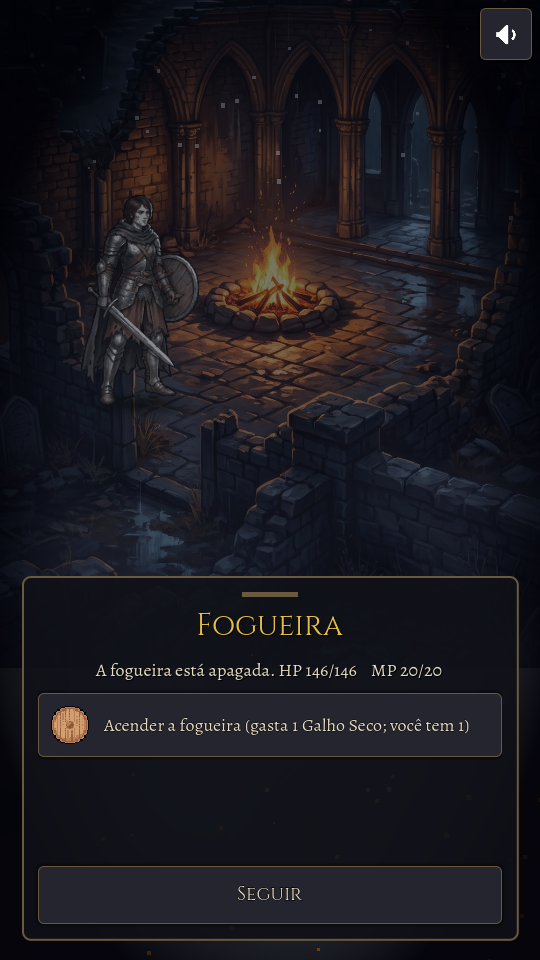 Fogueira
A fogueira está apagada. HP 146/146 MP 20/20
Acender a fogueira (gasta 1 Galho Seco; você tem 1)
Seguir